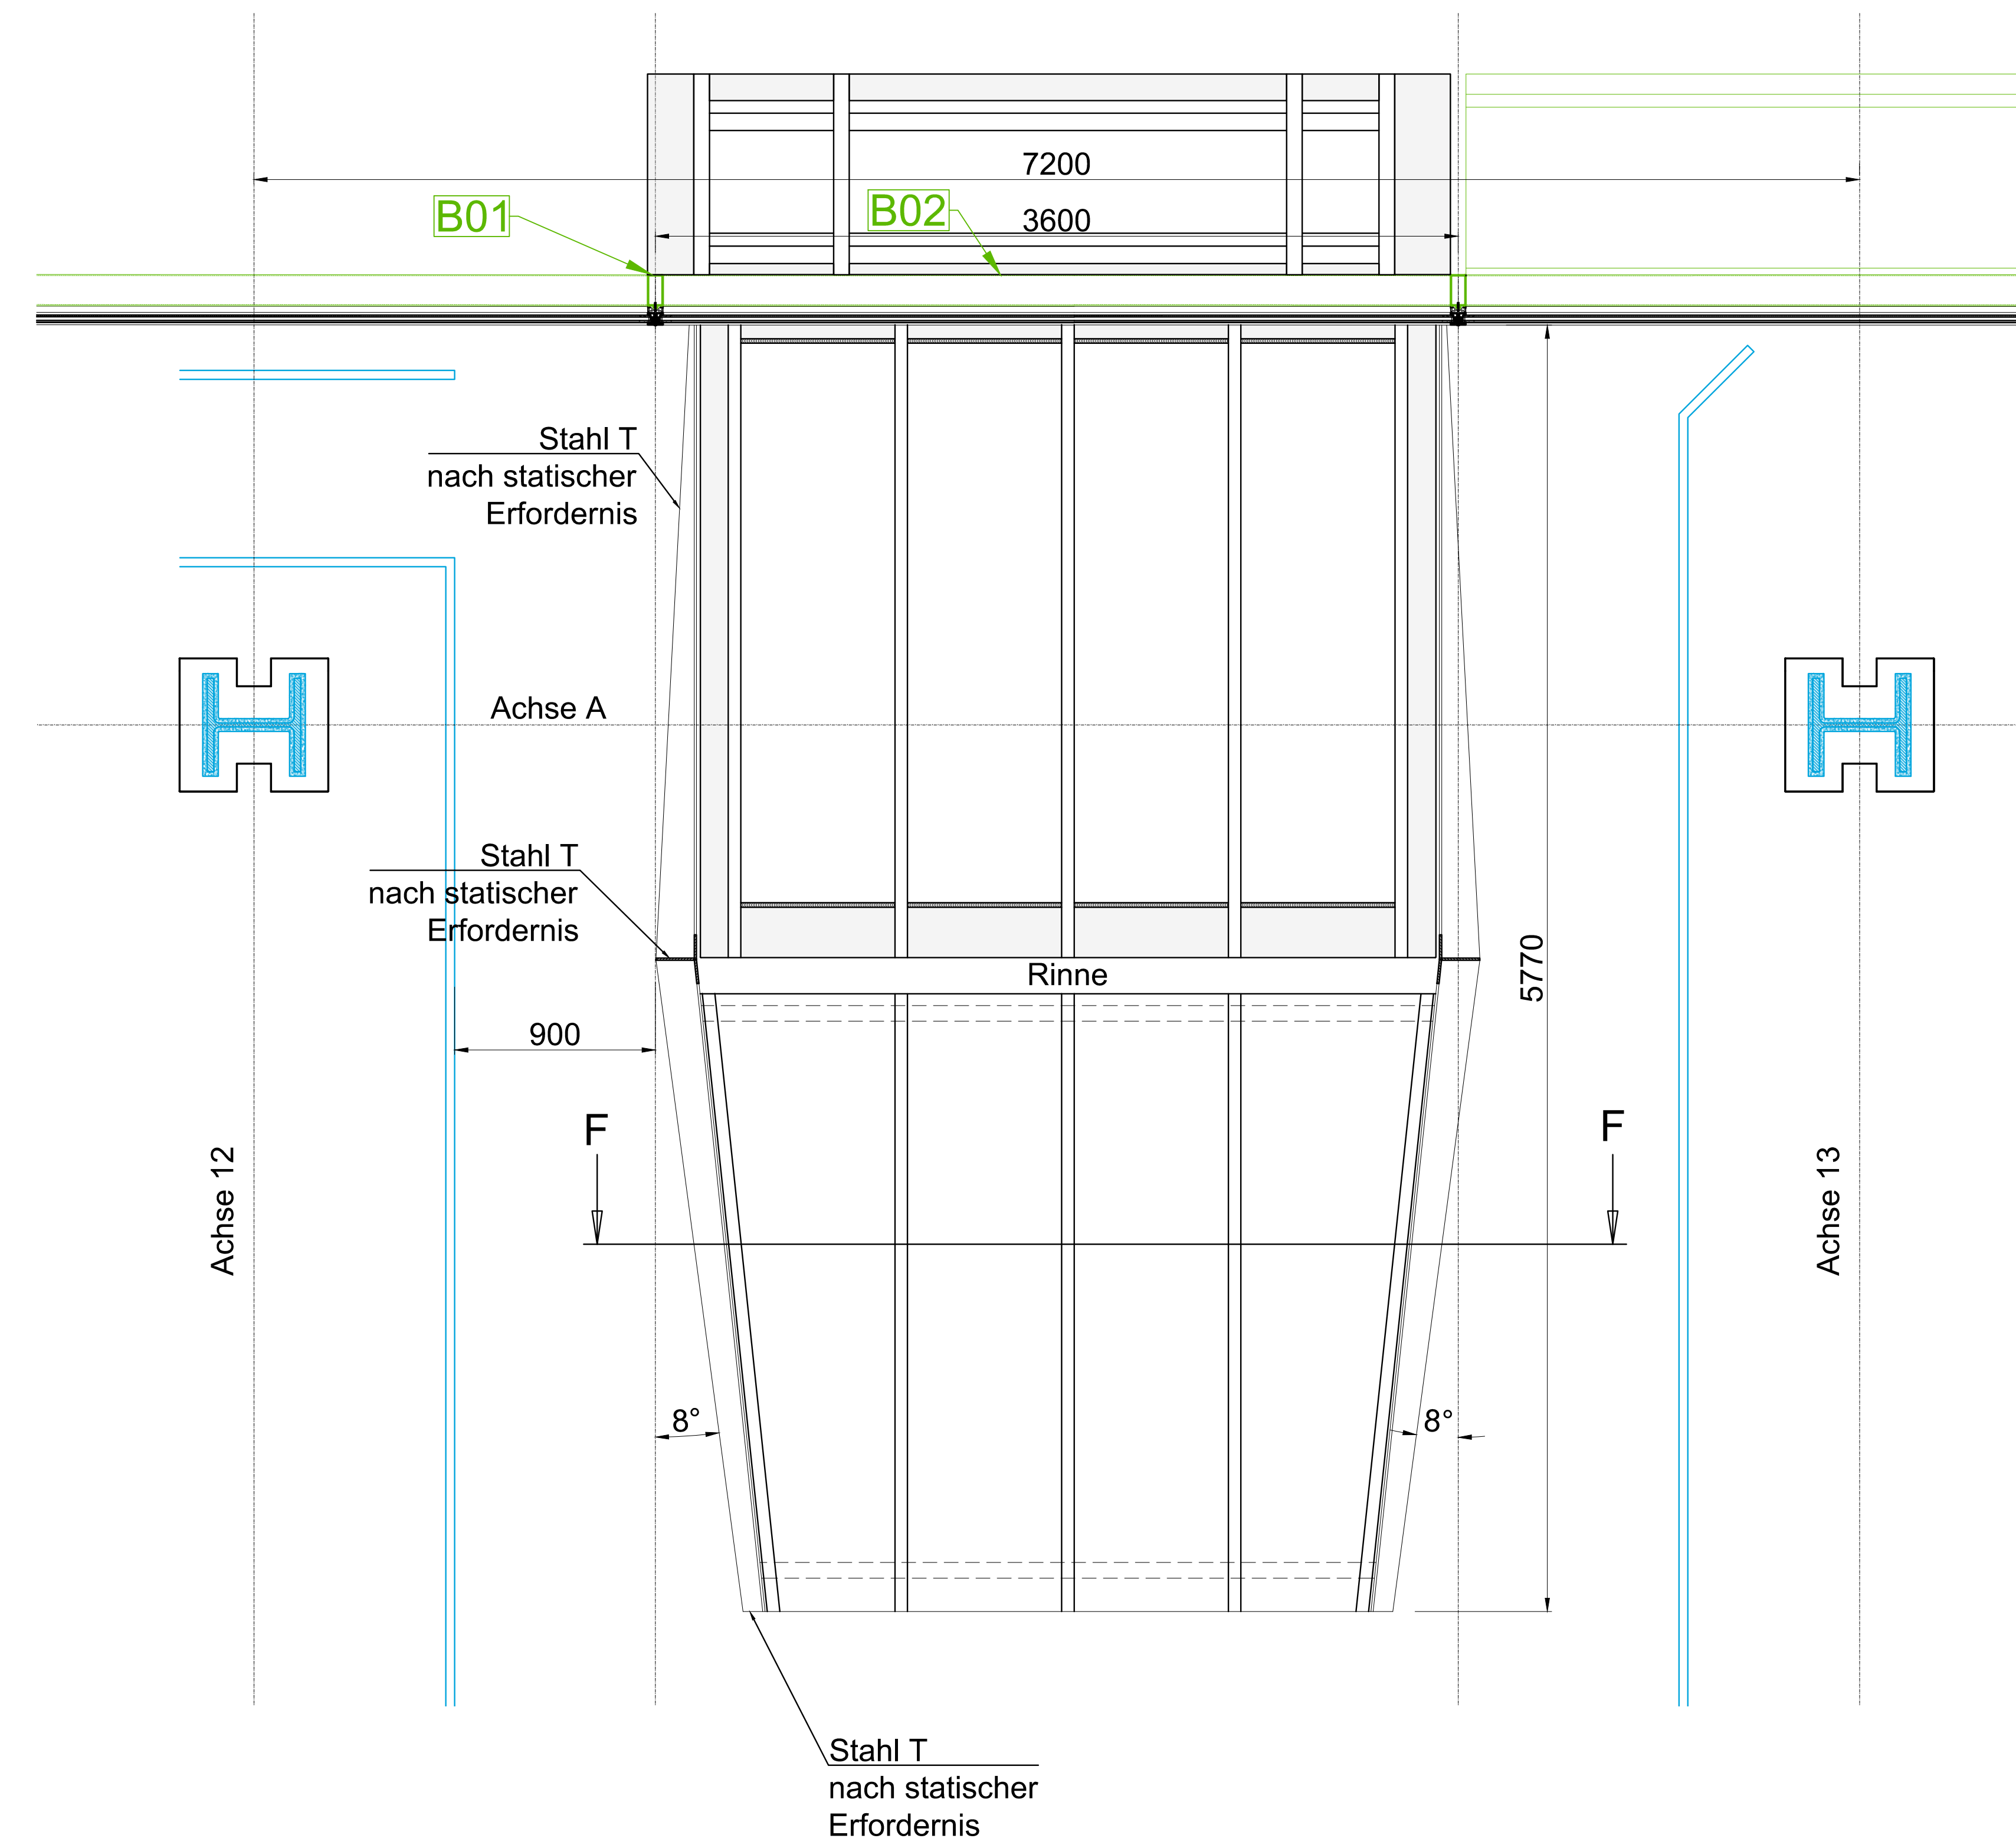 7200
B01
B02
3600
Stahl T
nach statischer
Erfordernis
Achse A
Stahl T
nach statischer
Erfordernis
Rinne
5770
900
F
F
Achse 12
Achse 13
8°
8°
Stahl T
nach statischer
Erfordernis